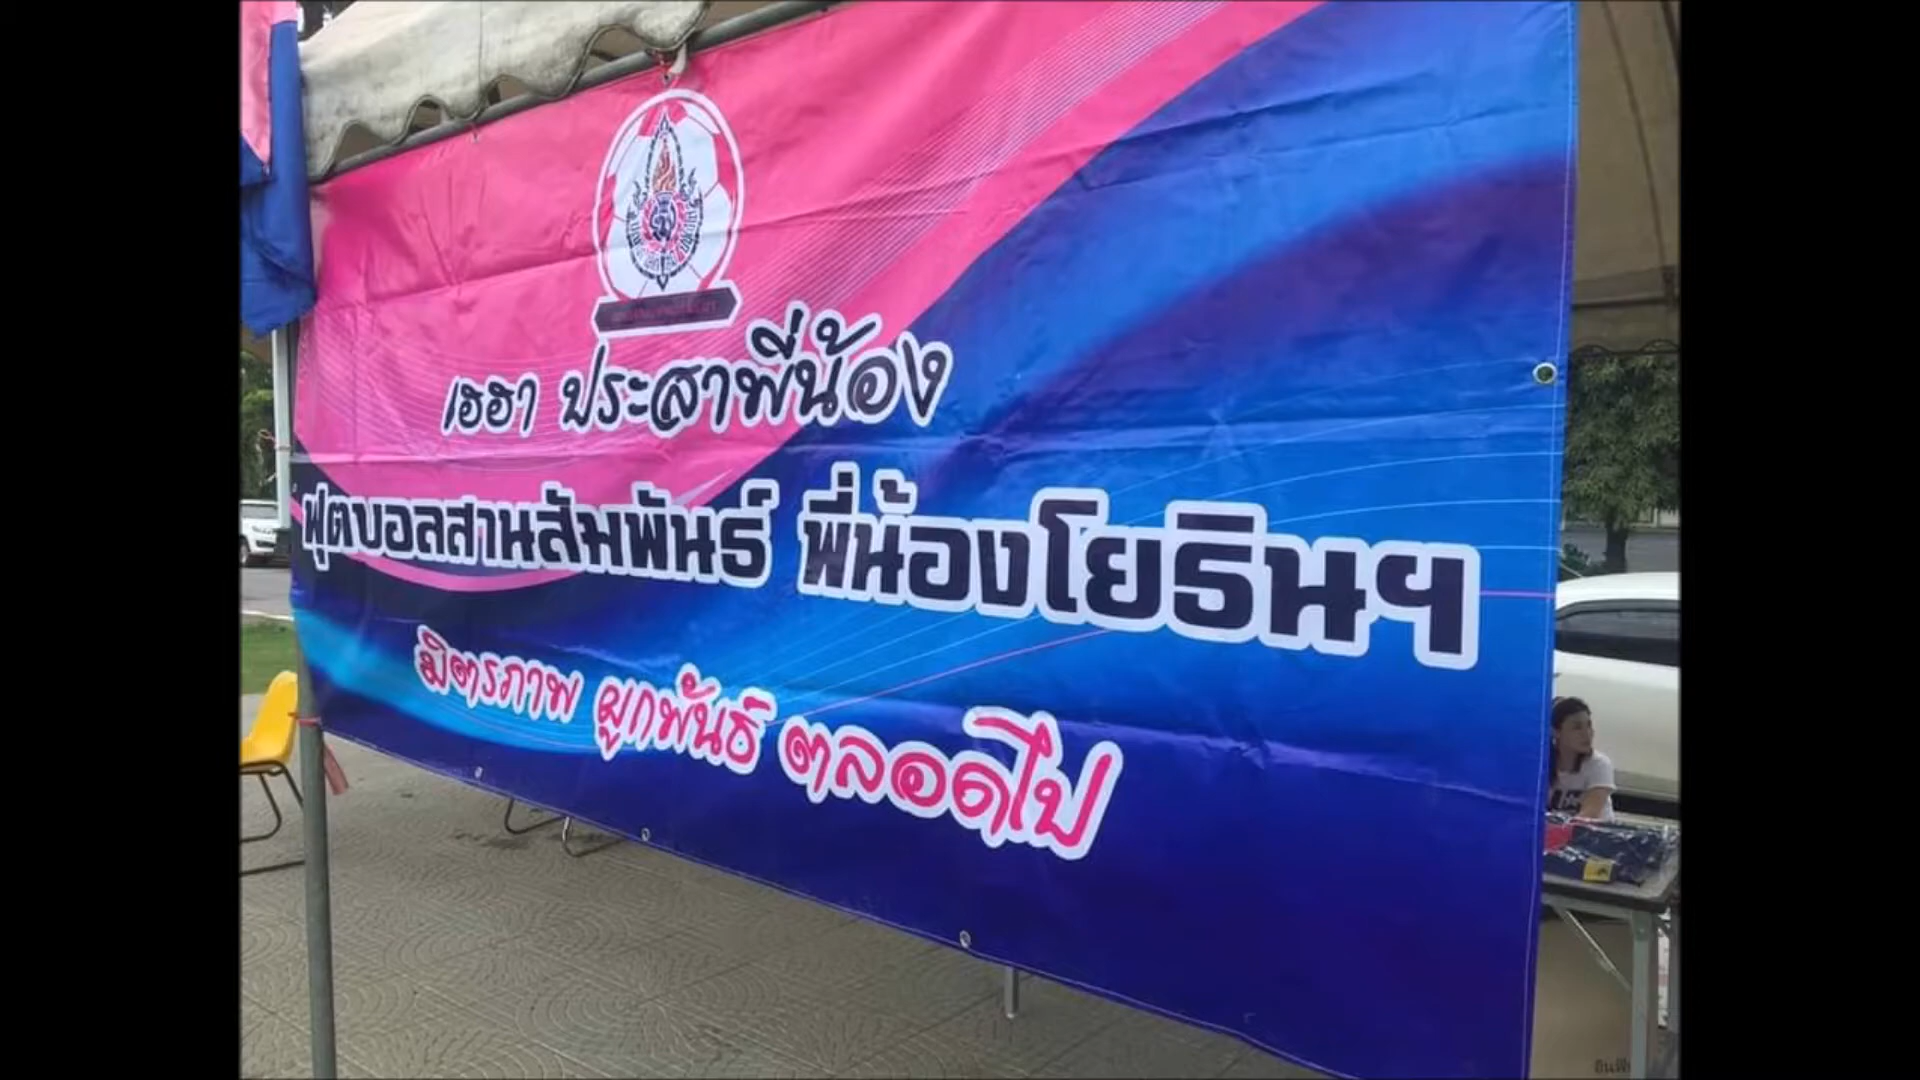 เฮฮา ประสาพี่น้อง
ฟุตบอลสานสัมพันธ์ พี่น้องโยธินฯ
มิตรภาพ ผูกพันธ์ ตลอดไป